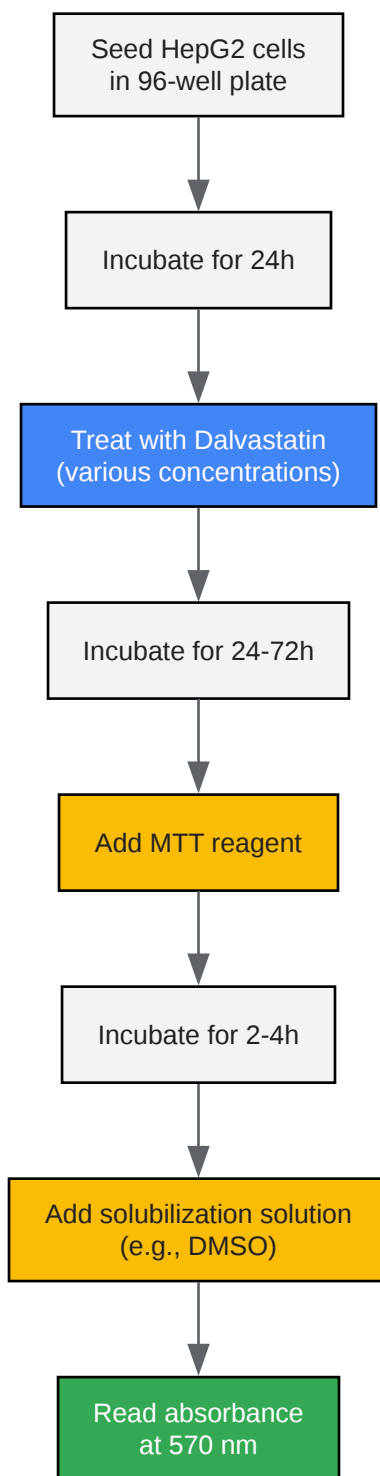 Seed HepG2 cells
in 96-well plate
Incubate for 24h
Treat with Dalvastatin
(various concentrations)
Incubate for 24-72h
Add MTT reagent
Incubate for 2-4h
Add solubilization solution
(e.g., DMSO)
Read absorbance
at 570 nm